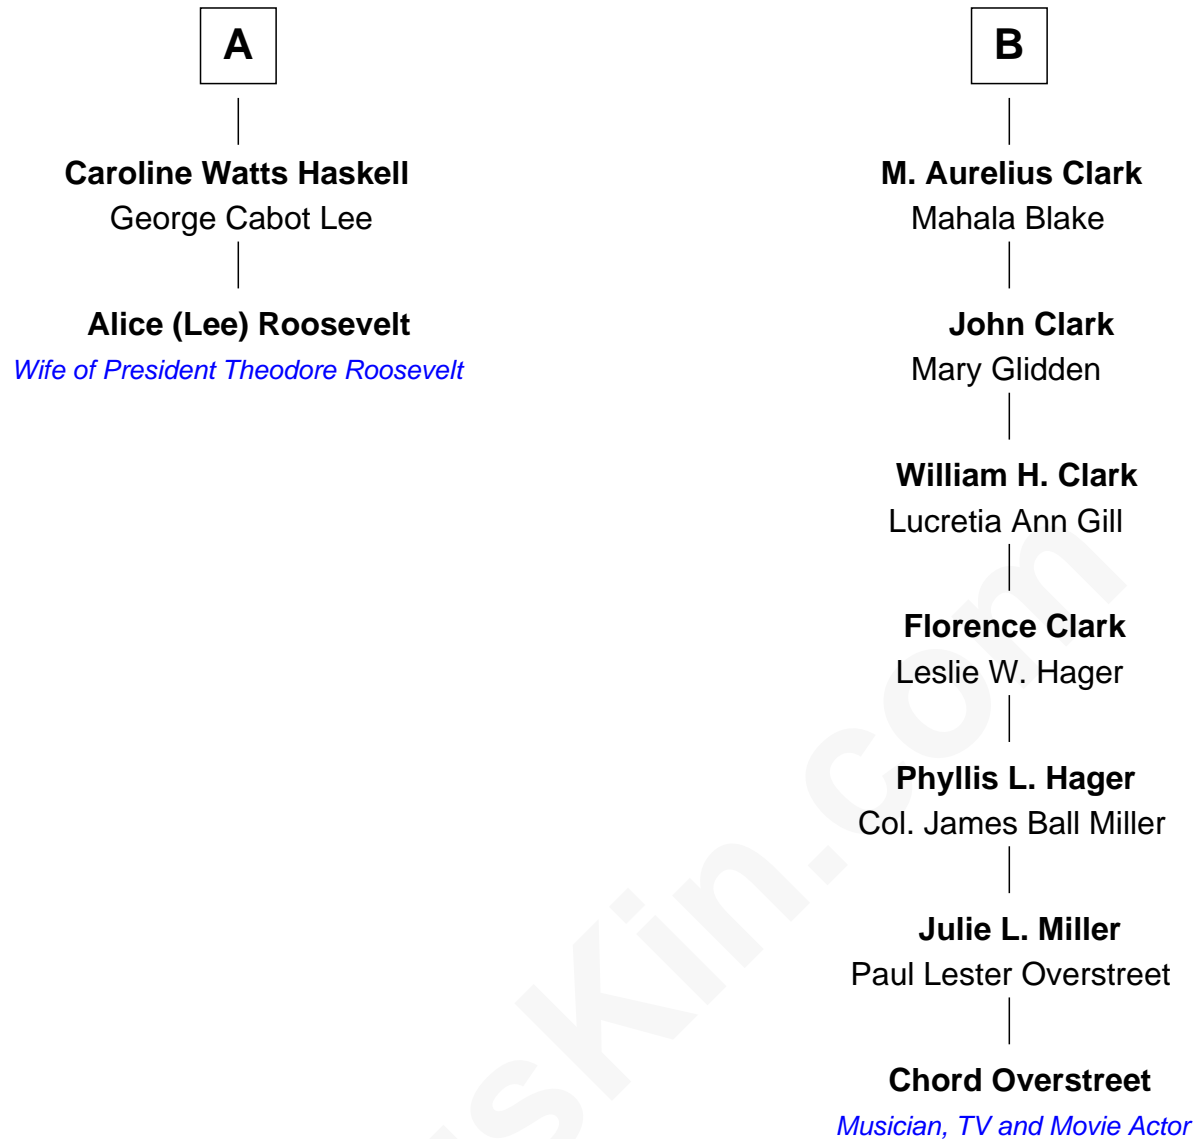 A
Caroline Watts Haskell
George Cabot Lee
Alice (Lee) Roosevelt
Wife of President Theodore Roosevelt
B
M. Aurelius Clark
Mahala Blake
John Clark
Mary Glidden
William H. Clark
Lucretia Ann Gill
Florence Clark
Leslie W. Hager
Phyllis L. Hager
Col. James Ball Miller
Julie L. Miller
Paul Lester Overstreet
Chord Overstreet
Musician, TV and Movie Actor